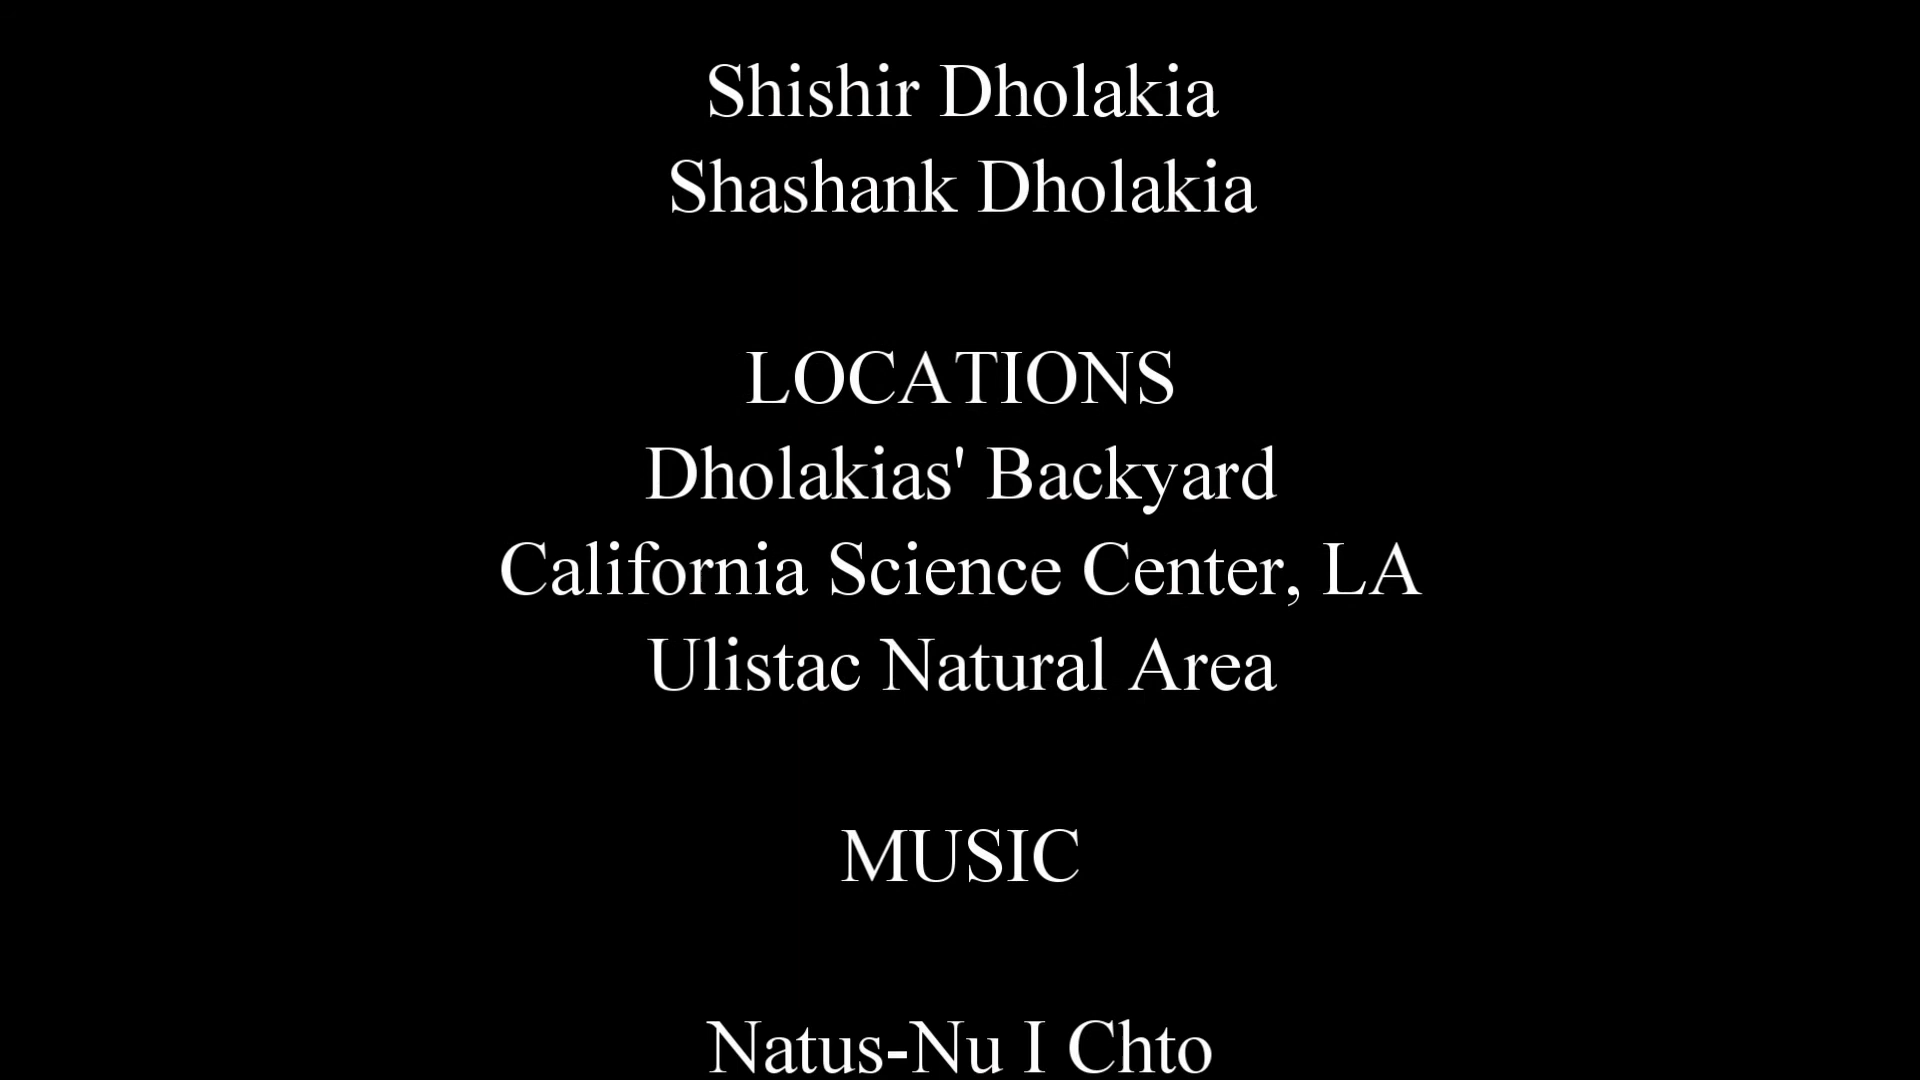 Shishir Dholakia
Shashank Dholakia
LOCATIONS
Dholakias' Backyard
California Science Center, LA
Ulistac Natural Area
MUSIC
Natus-Nu I Chto